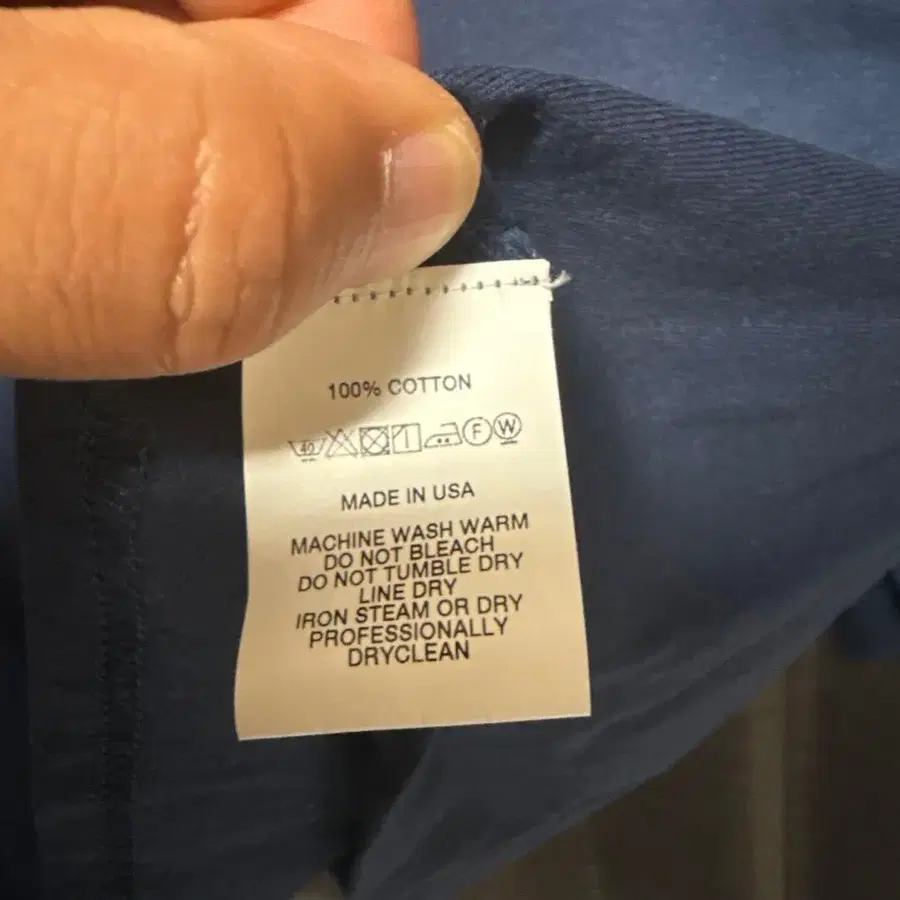 100% COTTON
40 F W
MADE IN USA
MACHINE WASH WARM
DO NOT BLEACH
DO NOT TUMBLE DRY
LINE DRY
IRON STEAM OR DRY
PROFESSIONALLY
DRYCLEAN